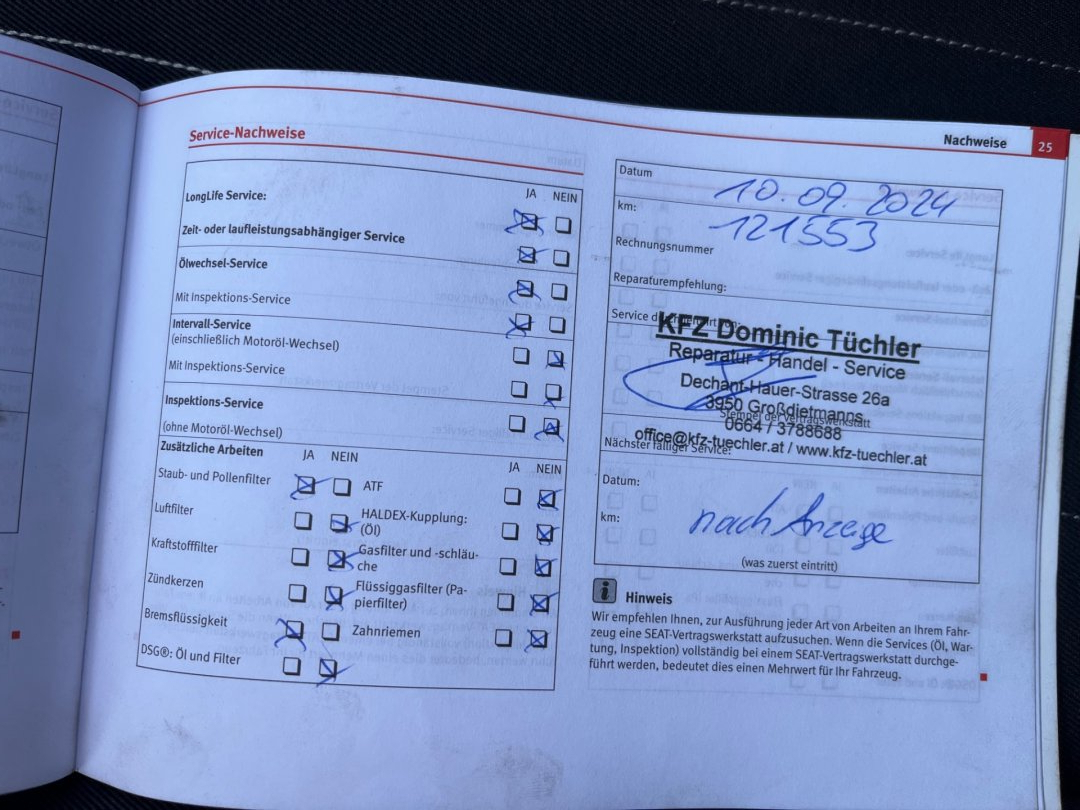 Nachweise
25
Service-Nachweise
JA NEIN
LongLife Service:
Zeit- oder laufleistungsabhängiger Service
Ölwechsel-Service
Mit Inspektions-Service
Intervall-Service
(einschließlich Motoröl-Wechsel)
Mit Inspektions-Service
Inspektions-Service
(ohne Motoröl-Wechsel)
Zusätzliche Arbeiten
JA NEIN
JA NEIN
Staub- und Pollenfilter
ATF
Luftfilter
HALDEX-Kupplung:
(Öl)
Kraftstofffilter
Gasfilter und -schläu-
che
Zündkerzen
Flüssiggasfilter (Pa-
pierfilter)
Bremsflüssigkeit
Zahnriemen
DSG®: Öl und Filter
Datum
10.09.2024
km:
121553
Rechnungsnummer
Reparaturempfehlung:
Service
KFZ Dominic Tüchler
Reparatur - Handel - Service
Dechant-Hauer-Strasse 26a
3950 Großdietmanns
Stempel der Vertragswerkstatt
0664 / 3788688
office@kfz-tuechler.at / www.kfz-tuechler.at
Nächster fälliger Service:
Datum:
km:
nach Anzeige
(was zuerst eintritt)
Hinweis
Wir empfehlen Ihnen, zur Ausführung jeder Art von Arbeiten an Ihrem Fahr-
zeug eine SEAT-Vertragswerkstatt aufzusuchen. Wenn die Services (Öl, War-
tung, Inspektion) vollständig bei einem SEAT-Vertragswerkstatt durchge-
führt werden, bedeutet dies einen Mehrwert für Ihr Fahrzeug.